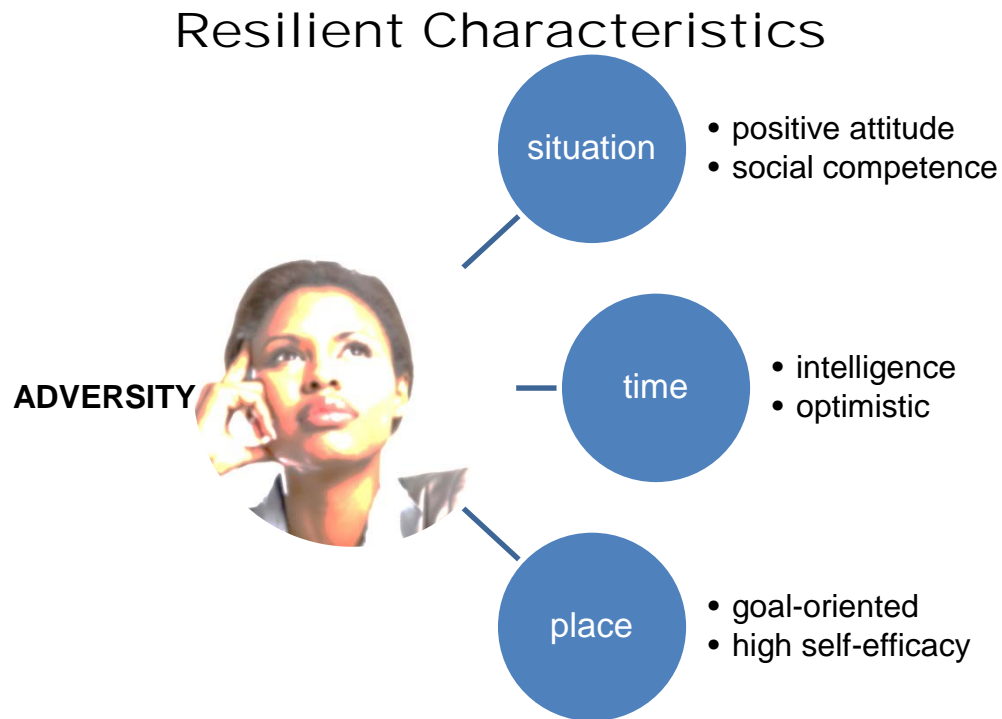 Resilient Characteristics
situation
• positive attitude
• social competence
ADVERSITY
time
• intelligence
• optimistic
place
• goal-oriented
• high self-efficacy